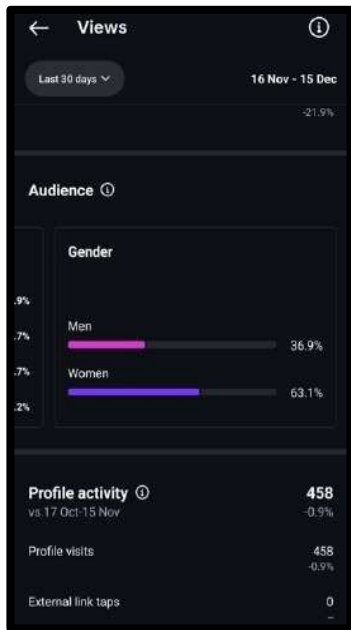 Views
Last 30 days
16 Nov - 15 Dec
-21.9%
Audience
Gender
.9%
Men
.7%
36.9%
.7%
Women
63.1%
.2%
Profile activity
458
vs 17 Oct-15 Nov
-0.9%
Profile visits
458
-0.9%
External link taps
0
–